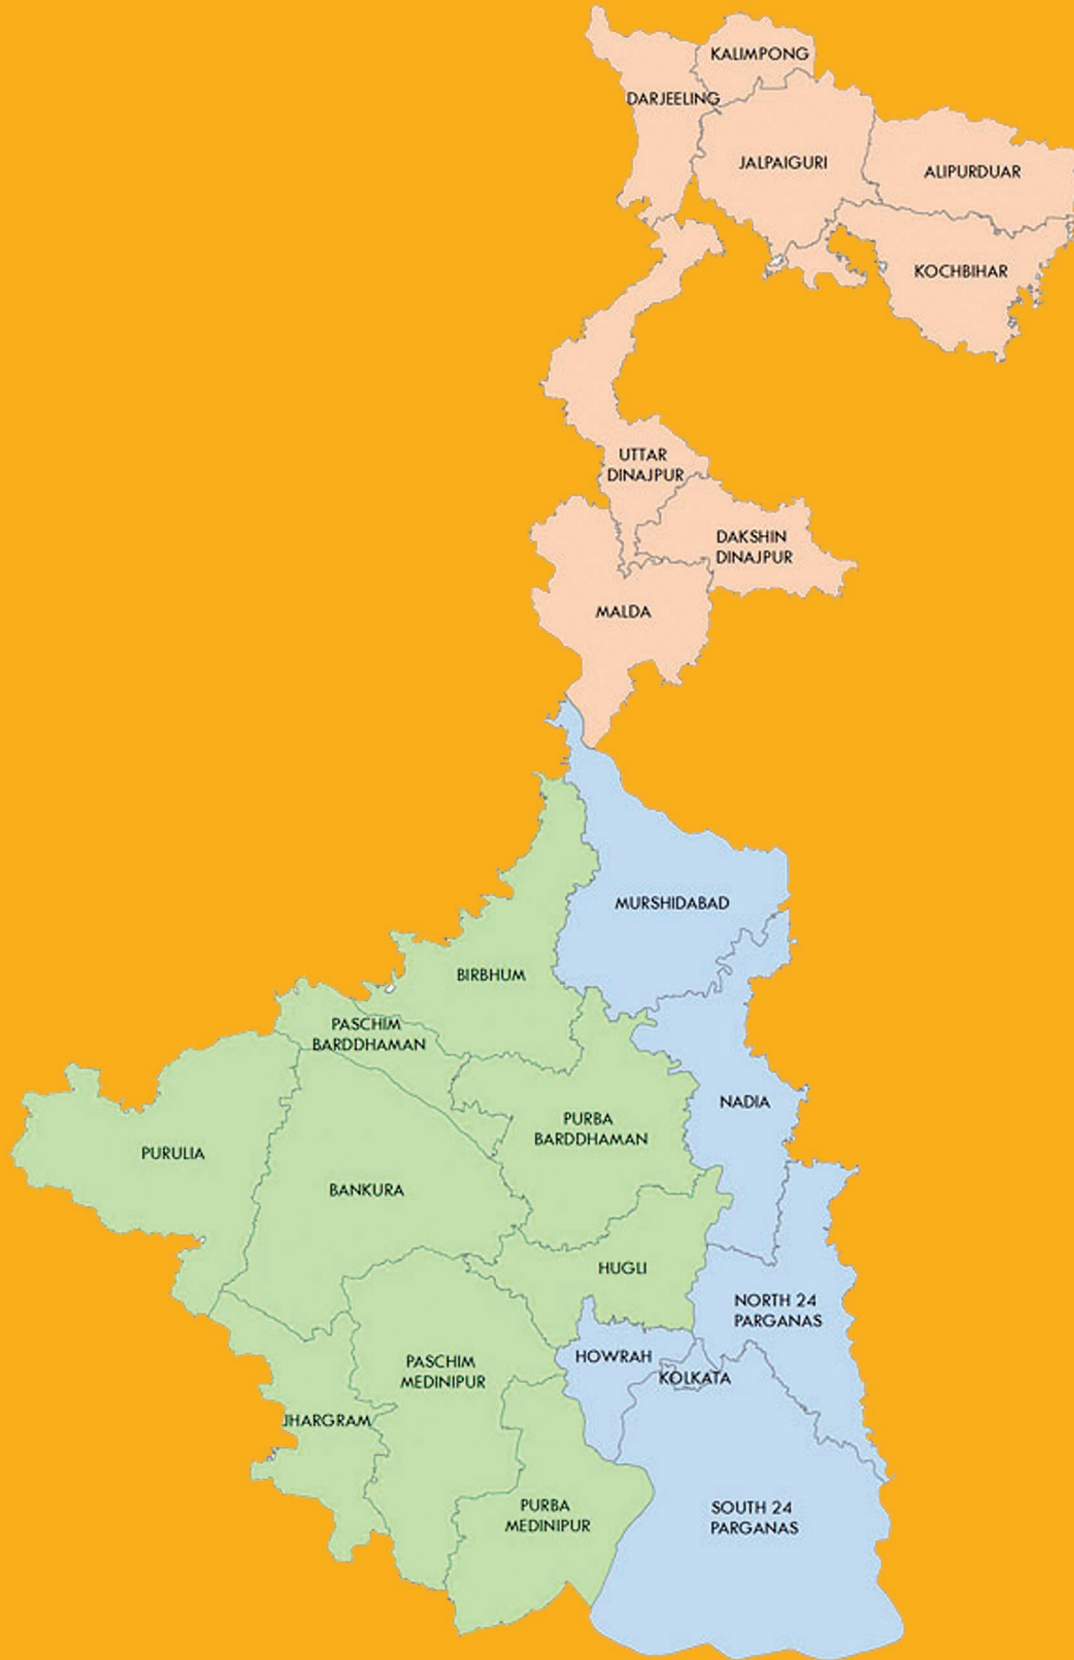 KALIMPONG
DARJEELING
JALPAIGURI
ALIPURDUAR
KOCHBIHAR
UTTAR
DINAJPUR
DAKSHIN
DINAJPUR
MALDA
MURSHIDABAD
BIRBHUM
PASCHIM
BARDDHAMAN
NADIA
PURBA
BARDDHAMAN
PURULIA
BANKURA
HUGLI
NORTH 24
PARGANAS
HOWRAH
KOLKATA
PASCHIM
MEDINIPUR
JHARGRAM
PURBA
MEDINIPUR
SOUTH 24
PARGANAS